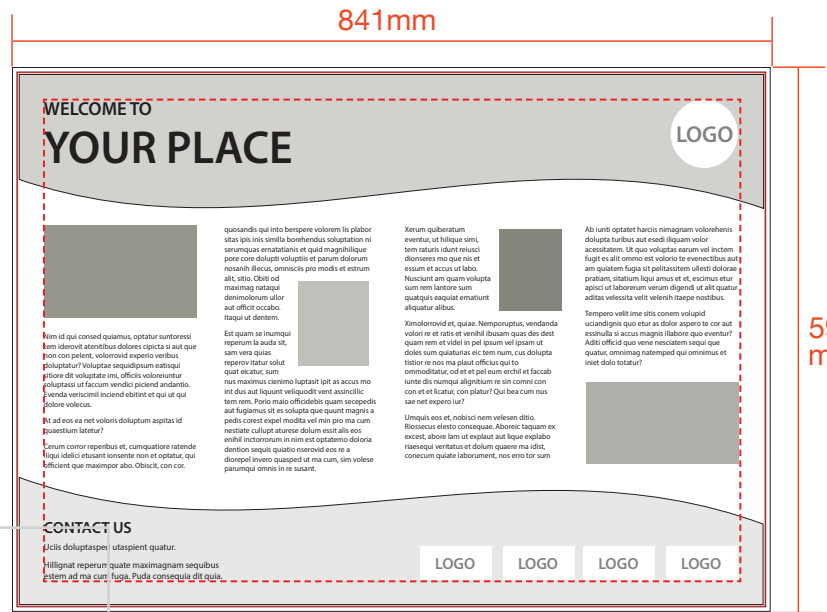 841mm
WELCOME TO
YOUR PLACE
LOGO
Nim id qui consed quiamus, optatur suntoressi
tem iderovit atenitibus dolores cipicta si aut que
non con pelent, volorrovid experio veribus
doluptatur? Voluptae sequidipsum eatisqui
sitiore dit voluptate imi, officiis voloreiuntur
soluptassi ut faccum vendici piciend andantio.
Evenda veriscimil inciend ebitint et qui ut qui
dolore volecus.
At ad eos ea net voloris doluptum aspitas id
quaestium latetur?
Cerum corror reperibus et, cumquatiore ratende
iliqui idelici etusant ionsente non et optatur, qui
officient que maximpor abo. Obiscit, con cor.
quosandis qui into berspere volorem lis plabor
sitas ipis inis similla borehendus soluptation ni
serumquas ernatatianis et quid magnihilique
pore core dolupti voluptiis et parum dolorum
nosanih illecus, omnisciis pro modis et estrum
alit, sitio. Obiti od
maximag nataqui
denimolorum ullor
aut officit occabo.
Itaqui ut dentem.
Est quam se inumqui
reperum la auda sit,
sam vera quias
reperov itatur solut
quat eicatur, sum
nus maximus cienimo luptasit ipit as accus mo
int dus aut liquunt veliquodit vent assincillic
tem rem. Porio maio officidebis quam secepedis
aut fugiamus sit es solupta que quunt magnis a
pedis corest expel modita vel min pro ma cum
nestiate cullupt aturese dolum essit alis eos
enihil inctorrorum in nim est optatemo doloria
dention sequis quiatio nserovid eos re a
diorepel invero quasped ut ma cum, sim volese
parumqui omnis in re susant.
Xerum quiberatum
eventur, ut hilique simi,
tem raturis idunt reiusci
dionseres mo que nis et
essum et accus ut labo.
Nusciunt am quam volupta
sum rem lantore sum
quatquis eaquiat ernatiunt
aliquatur alibus.
Ximolorrovid et, quiae. Nemporuptus, vendanda
volori re et ratis et venihil ibusam quas des dest
quam rem et videl in pel ipsum vel ipsam ut
doles sum quiaturias eic tem num, cus dolupta
tistior re nos ma plaut officius qui to
ommoditatur, od et et pel eum erchil et faccab
iunte dis numqui alignitium re sin comni con
con et et licatur, con platur? Qui bea cum nus
sae net expero iur?
Umquis eos et, nobisci nem velesen ditio.
Riossecus elesto consequae. Aboreic taquam ex
excest, abore lam ut explaut aut lique explabo
riaesequi veritatus et dolum quaere ma idist,
conecum quiate laborument, nos erro tor sum
Ab iunti optatet harciis nimagnam volorehenis
dolupta turibus aut esedi iliquam volor
acessitatem. Ut quo voluptas earum vel inctem
fugit es alit ommo est volorio te evenectibus aut
am quiatem fugia sit pelitassitem ullesti dolorae
pratiam, sitatium liqui amus et et, escimus etur
apisci ut laborerum verum digendi ut alit quatur
aditas velessita velit velenih itaepe nostibus.
Tempero velit ime sitis conem volupid
uciandignis quo etur as dolor aspero te cor aut
essinulla si accus magnis illabore quo eventur?
Aditi officid quo vene nesciatem sequi que
quatur, omnimag natemped qui omnimus et
iniet dolo totatur?
CONTACT US
Uciis doluptasped utaspient quatur.
Hillignat reperumquate maximagnam sequibus
estem ad ma cum fuga. Puda consequia dit quia.
LOGO
LOGO
LOGO
LOGO